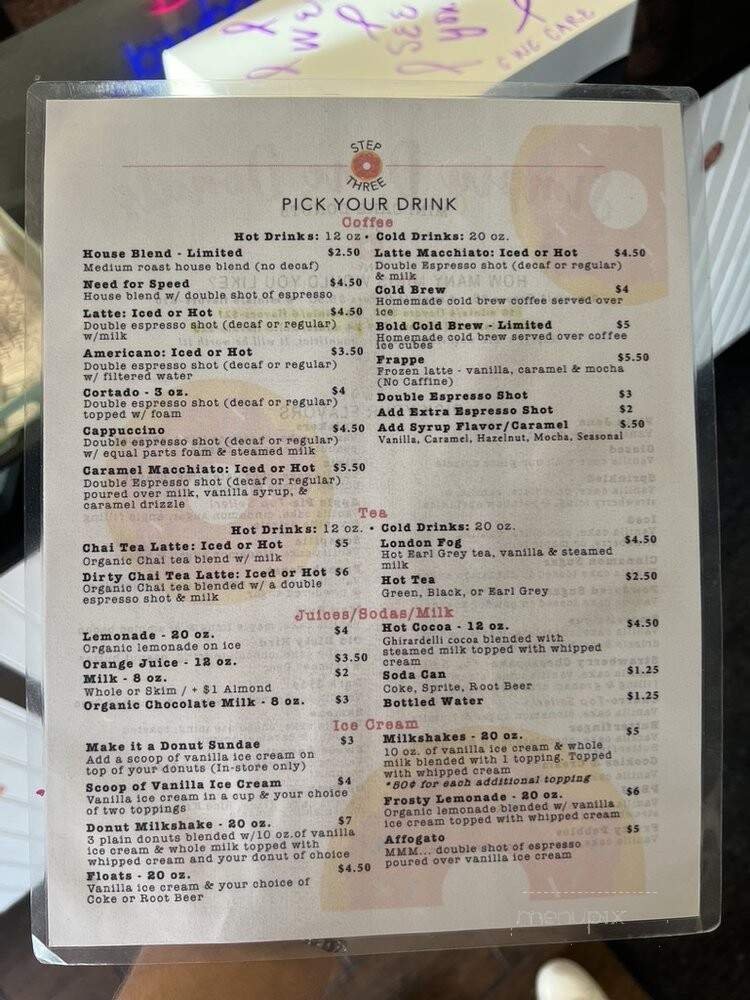 STEP
THREE
PICK YOUR DRINK
Coffee
Hot Drinks: 12 oz • Cold Drinks: 20 oz.
House Blend - Limited $2.50
Medium roast house blend (no decaf)
Need for Speed $4.50
House blend w/ double shot of espresso
Latte: Iced or Hot $4.50
Double espresso shot (decaf or regular)
w/milk
Americano: Iced or Hot $3.50
Double espresso shot (decaf or regular)
w/ filtered water
Cortado - 3 oz. $4
Double espresso shot (decaf or regular)
topped w/ foam
Cappuccino $4.50
Double espresso shot (decaf or regular)
w/ equal parts foam & steamed milk
Caramel Macchiato: Iced or Hot $5.50
Double Espresso shot (decaf or regular)
poured over milk, vanilla syrup, &
caramel drizzle
Latte Macchiato: Iced or Hot $4.50
Double Espresso shot (decaf or regular)
& milk
Cold Brew $4
Homemade cold brew coffee served over
ice
Bold Cold Brew - Limited $5
Homemade cold brew served over coffee
ice cubes
Frappe $5.50
Frozen latte - vanilla, caramel & mocha
(No Caffine)
Double Espresso Shot $3
Add Extra Espresso Shot $2
Add Syrup Flavor/Caramel $.50
Vanilla, Caramel, Hazelnut, Mocha, Seasonal
Tea
Hot Drinks: 12 oz. • Cold Drinks: 20 oz.
Chai Tea Latte: Iced or Hot $5
Organic Chai tea blend w/ milk
Dirty Chai Tea Latte: Iced or Hot $6
Organic Chai tea blended w/ a double
espresso shot & milk
London Fog $4.50
Hot Earl Grey tea, vanilla & steamed
milk
Hot Tea $2.50
Green, Black, or Earl Grey
Juices/Sodas/Milk
Lemonade - 20 oz. $4
Organic lemonade on ice
Orange Juice - 12 oz. $3.50
Milk - 8 oz. $2
Whole or Skim / + $1 Almond
Organic Chocolate Milk - 8 oz. $3
Hot Cocoa - 12 oz. $4.50
Ghirardelli cocoa blended with
steamed milk topped with whipped
cream
Soda Can $1.25
Coke, Sprite, Root Beer
Bottled Water $1.25
Ice Cream
Make it a Donut Sundae $3
Add a scoop of vanilla ice cream on
top of your donuts (In-store only)
Scoop of Vanilla Ice Cream $4
Vanilla ice cream in a cup & your choice
of two toppings
Donut Milkshake - 20 oz. $7
3 plain donuts blended w/10 oz.of vanilla
ice cream & whole milk topped with
whipped cream and your donut of choice
Floats - 20 oz. $4.50
Vanilla ice cream & your choice of
Coke or Root Beer
Milkshakes - 20 oz. $5
10 oz. of vanilla ice cream & whole
milk blended with 1 topping. Topped
with whipped cream
*50¢ for each additional topping
Frosty Lemonade - 20 oz. $6
Organic lemonade blended w/ vanilla
ice cream topped with whipped cream
Affogato $5
MMM... double shot of espresso
poured over vanilla ice cream
menupix